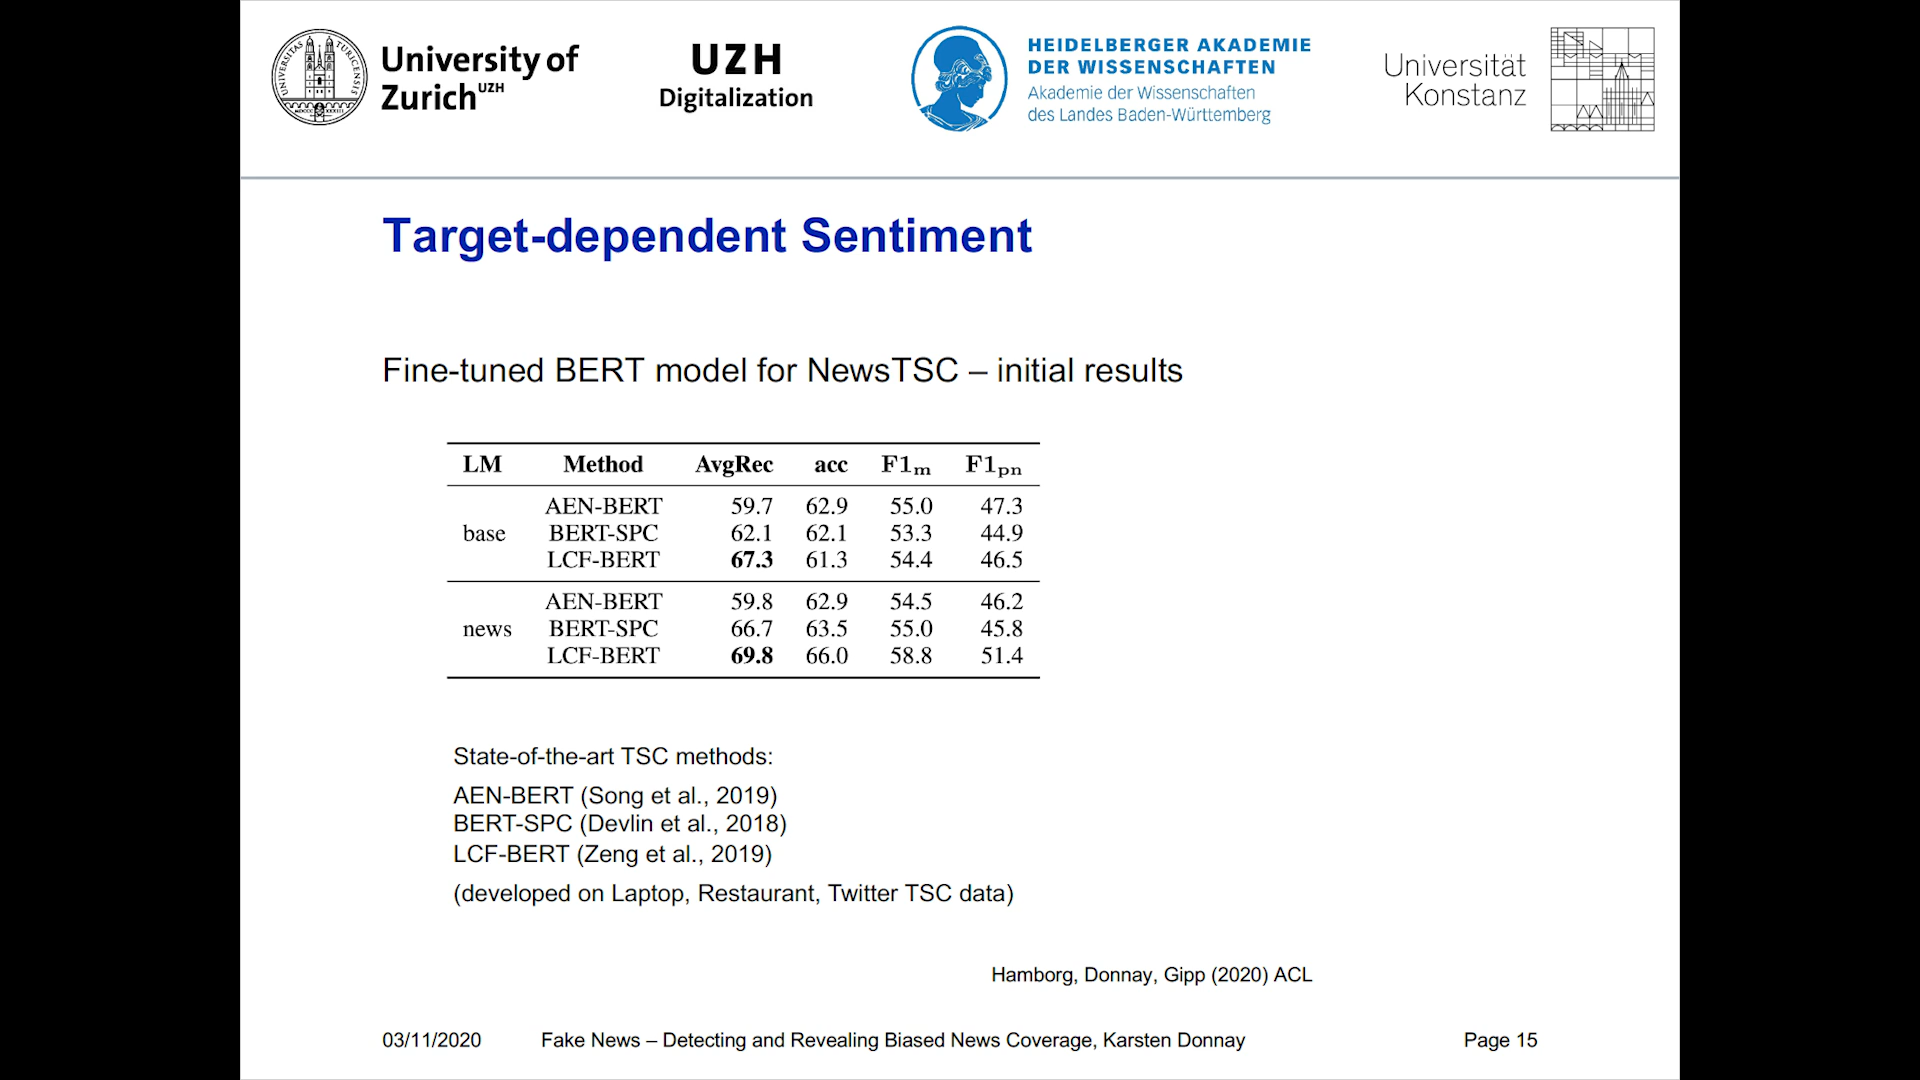 UNIVERSITAS TURICENSIS
MDCCC XXXIII
University of
Zurich UZH
UZH
Digitalization
HEIDELBERGER AKADEMIE
DER WISSENSCHAFTEN
Akademie der Wissenschaften
des Landes Baden-Württemberg
Universität
Konstanz
Target-dependent Sentiment
Fine-tuned BERT model for NewsTSC – initial results
LM Method AvgRec acc F1m F1pn
AEN-BERT 59.7 62.9 55.0 47.3
base BERT-SPC 62.1 62.1 53.3 44.9
LCF-BERT 67.3 61.3 54.4 46.5
AEN-BERT 59.8 62.9 54.5 46.2
news BERT-SPC 66.7 63.5 55.0 45.8
LCF-BERT 69.8 66.0 58.8 51.4
State-of-the-art TSC methods:
AEN-BERT (Song et al., 2019)
BERT-SPC (Devlin et al., 2018)
LCF-BERT (Zeng et al., 2019)
(developed on Laptop, Restaurant, Twitter TSC data)
Hamborg, Donnay, Gipp (2020) ACL
03/11/2020 Fake News – Detecting and Revealing Biased News Coverage, Karsten Donnay Page 15